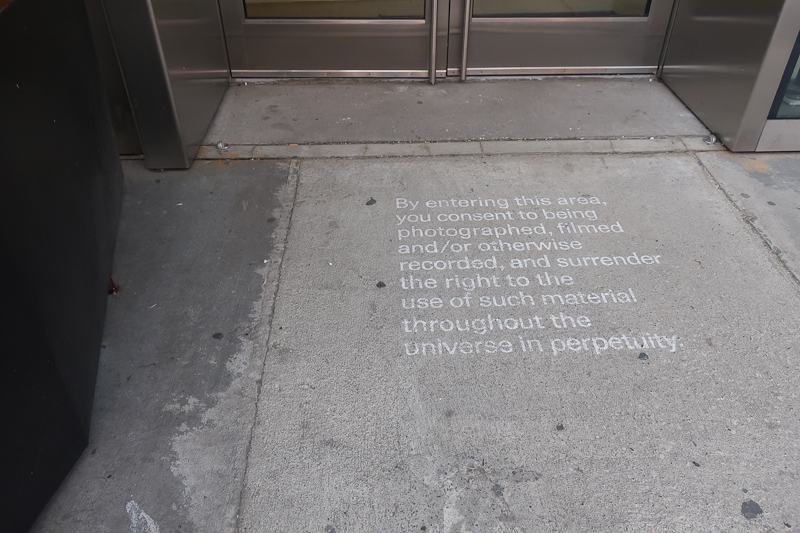 By entering this area,
you consent to being
photographed, filmed
and/or otherwise
recorded, and surrender
the right to the
use of such material
throughout the
universe in perpetuity.